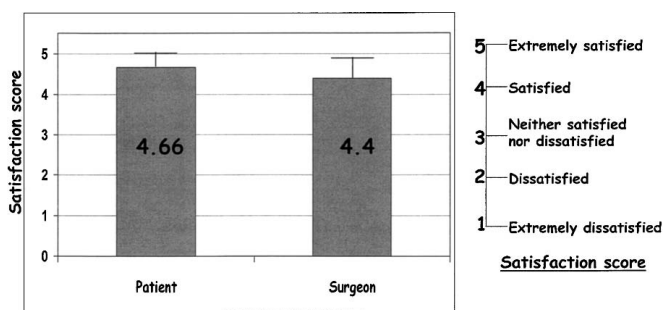 Satisfaction score
5
4
3
2
1
0
4.66
4.4
Patient
Surgeon
5 Extremely satisfied
4 Satisfied
3 Neither satisfied
nor dissatisfied
2 Dissatisfied
1 Extremely dissatisfied
Satisfaction score